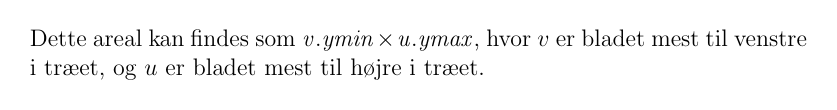 Dette areal kan findes som v.ymin × u.ymax, hvor v er bladet mest til venstre
i træet, og u er bladet mest til højre i træet.